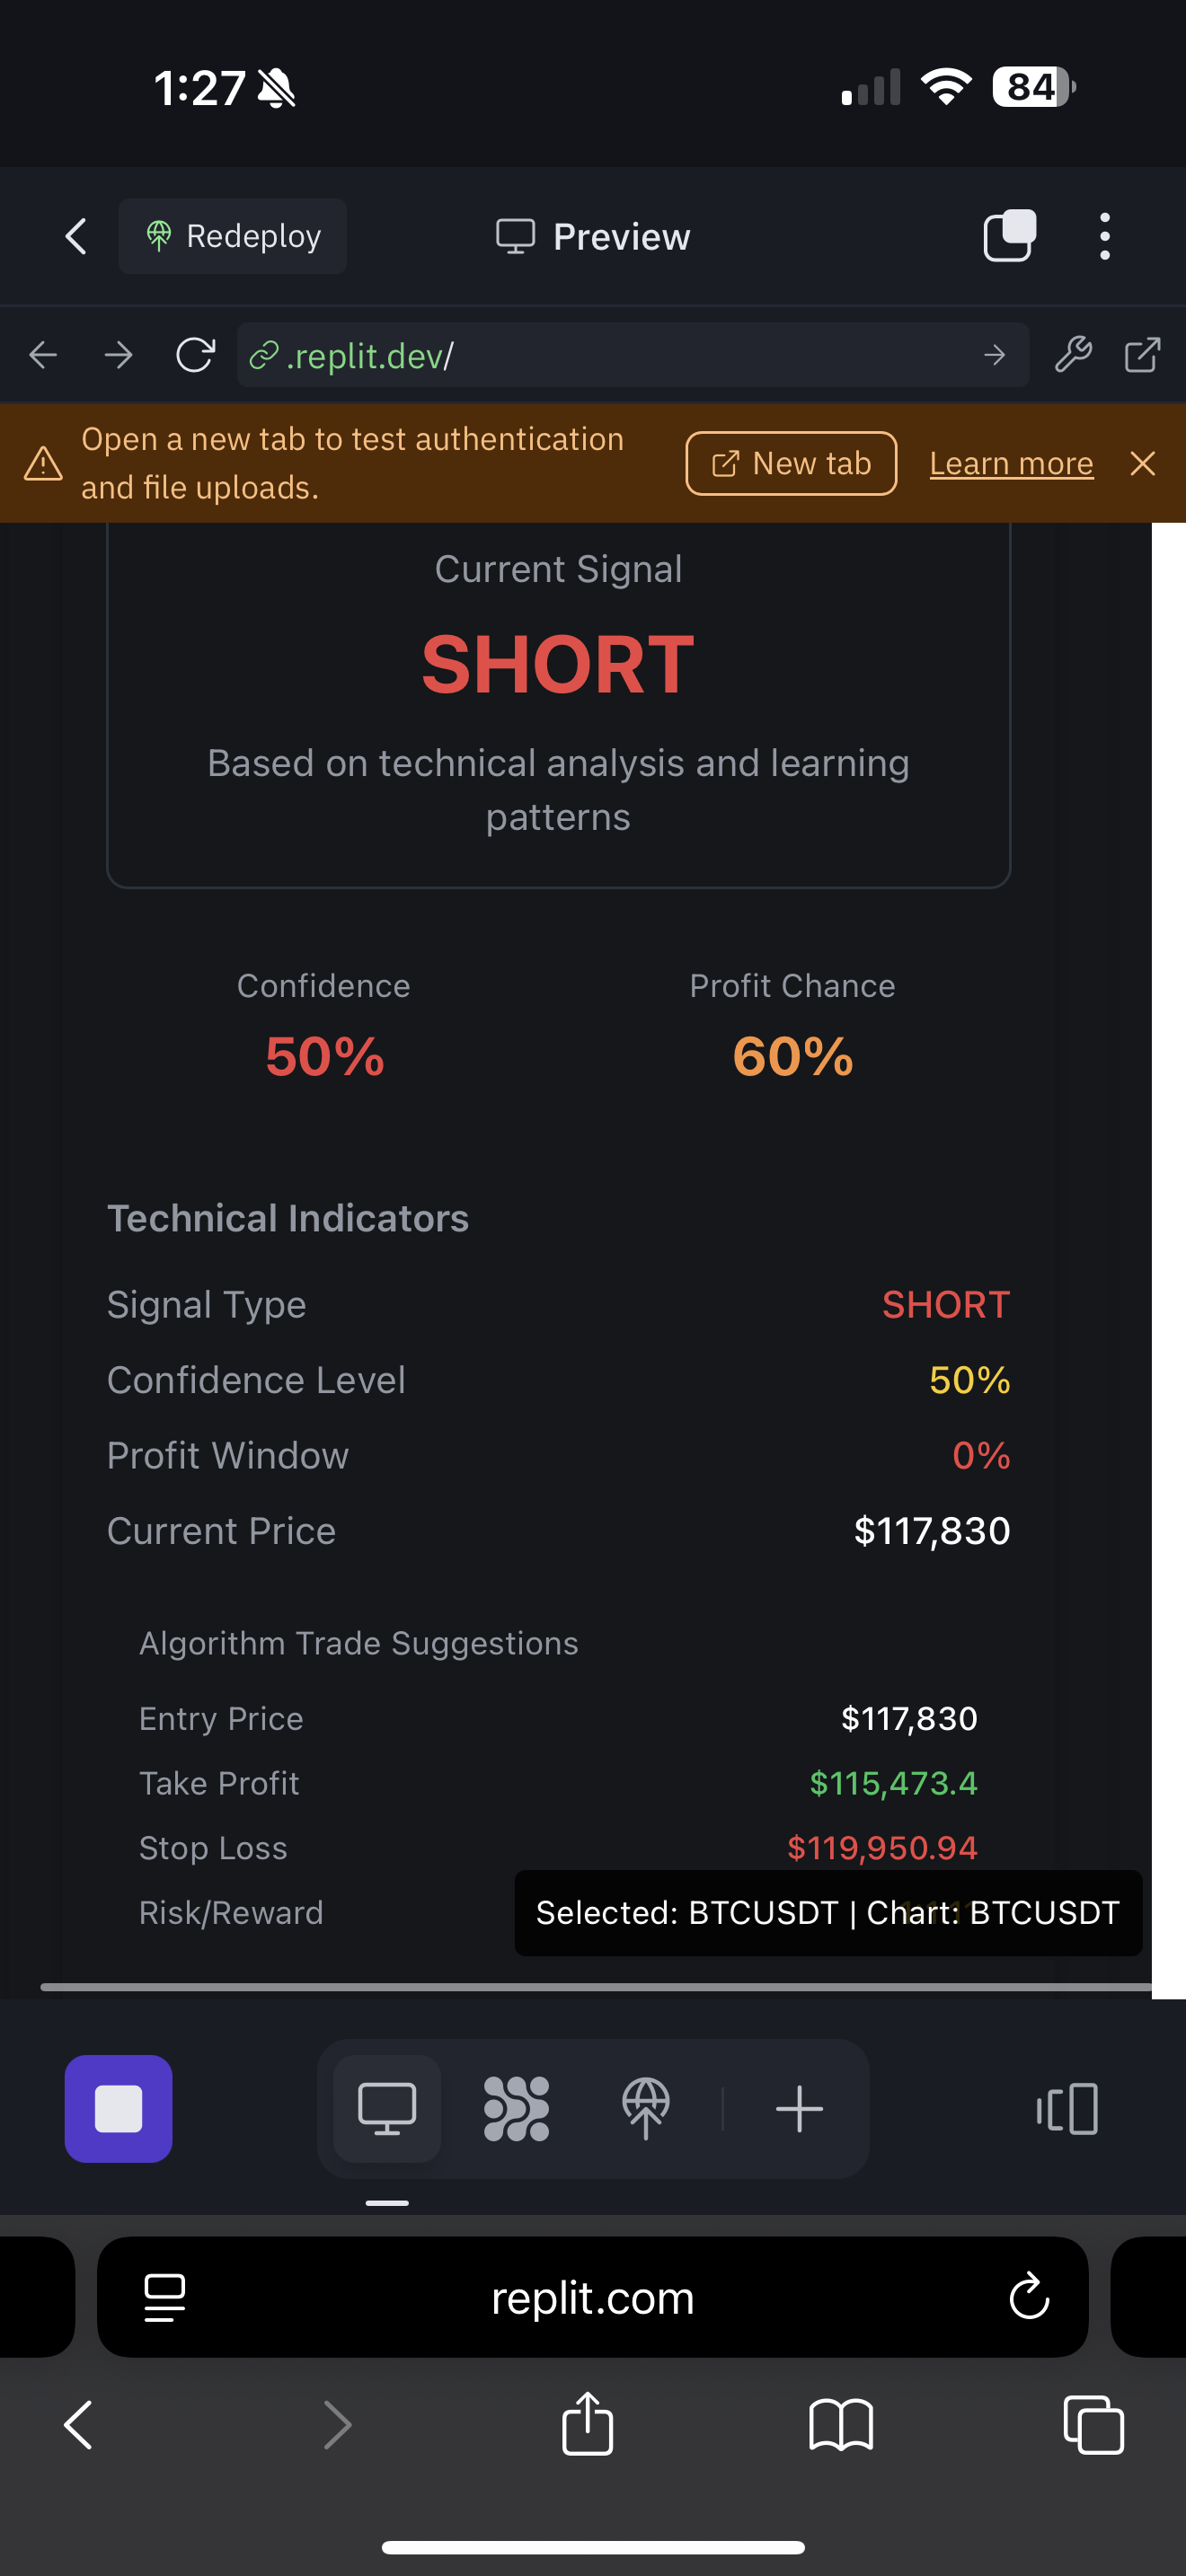 1:27
84
Redeploy
Preview
.replit.dev/
Open a new tab to test authentication
and file uploads.
New tab
Learn more
Current Signal
SHORT
Based on technical analysis and learning
patterns
Confidence
Profit Chance
50%
60%
Technical Indicators
Signal Type SHORT
Confidence Level 50%
Profit Window 0%
Current Price $117,830
Algorithm Trade Suggestions
Entry Price $117,830
Take Profit $115,473.4
Stop Loss $119,950.94
Risk/Reward
Selected: BTCUSDT | Chart: BTCUSDT
replit.com